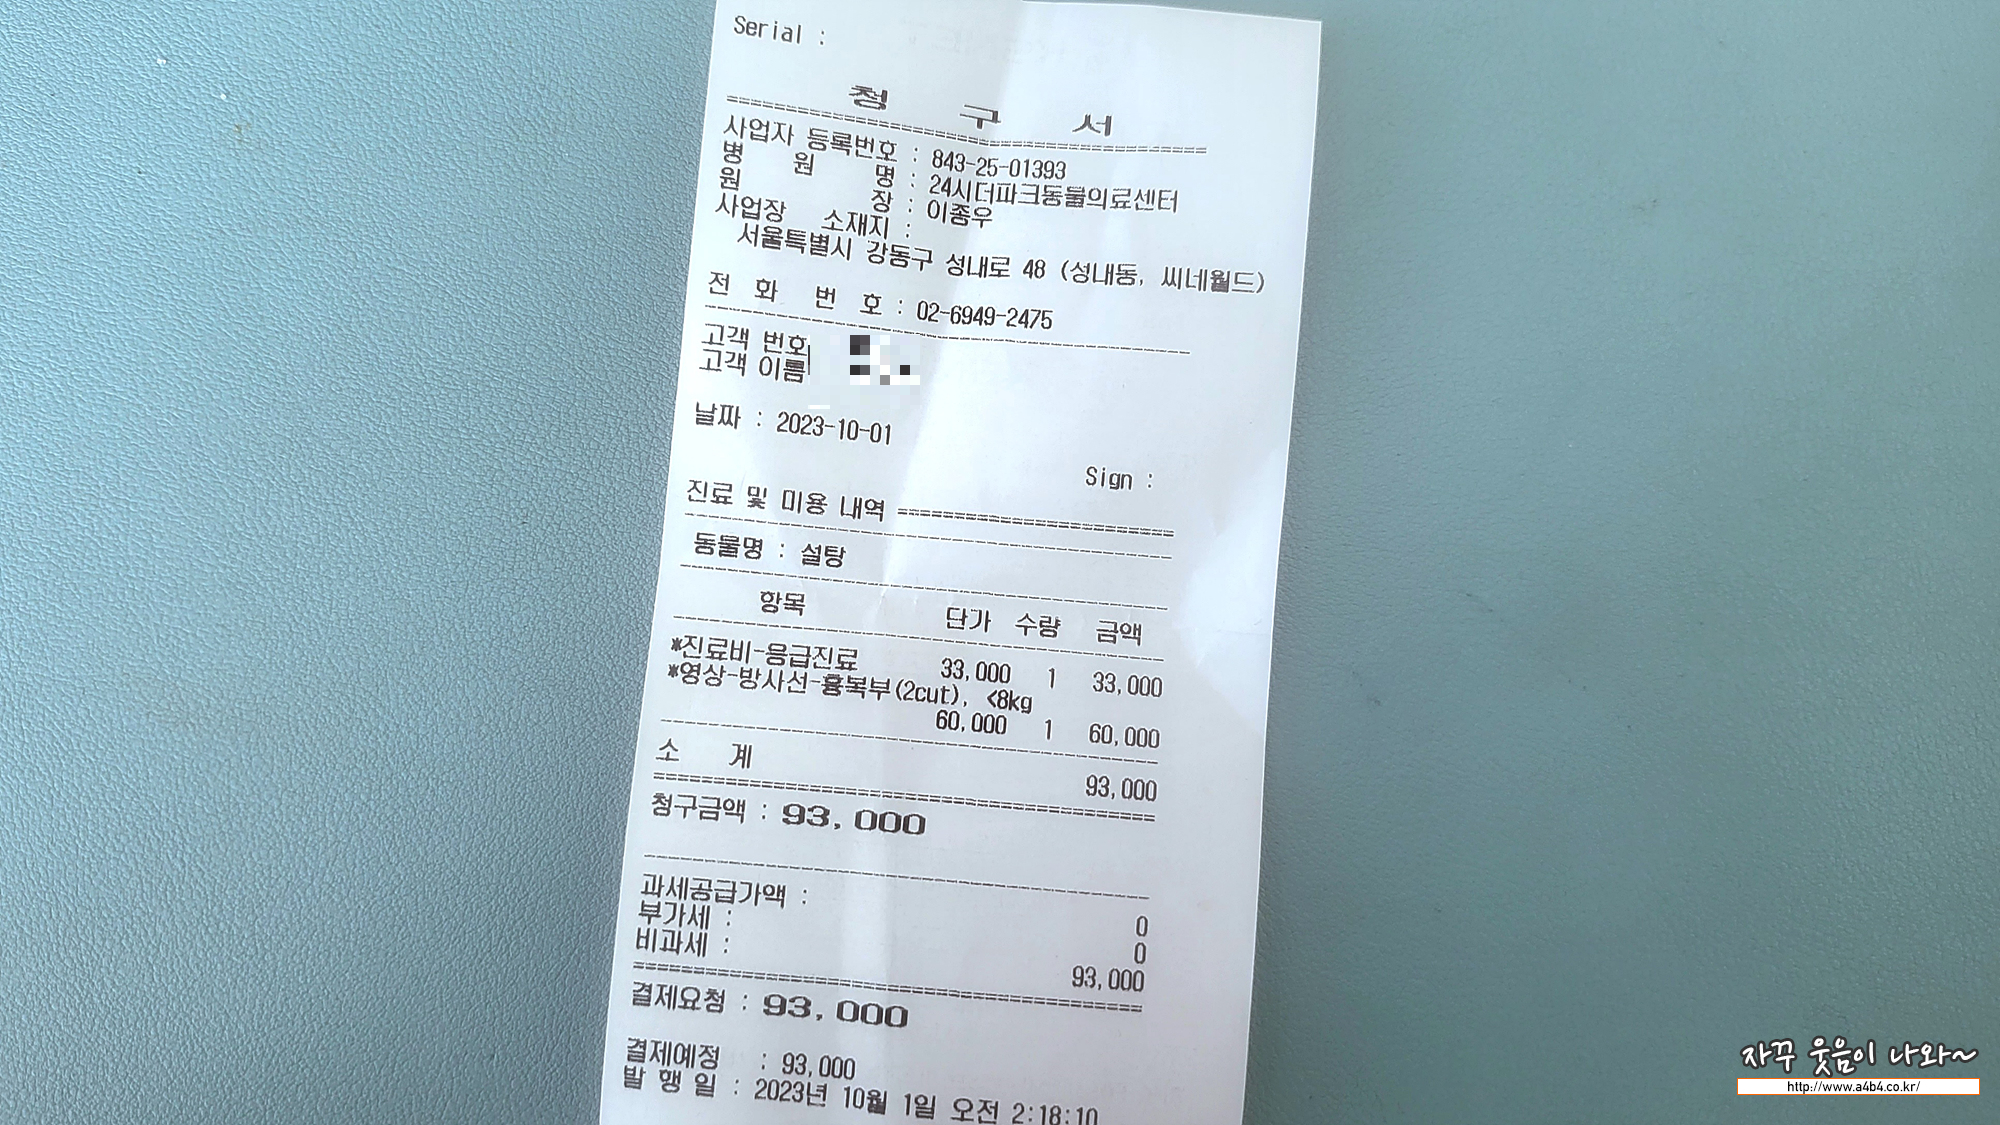 Serial :
청 구 서
사업자 등록번호 : 843-25-01393
병 원 명 : 24시더파크동물의료센터
원 장 : 이종우
사업장 소재지 :
서울특별시 강동구 성내로 48 (성내동, 씨네월드)
전 화 번 호 : 02-6949-2475
고객 번호
고객 이름
날짜 : 2023-10-01
Sign :
진료 및 미용 내역 ========================
동물명 : 설탕
항목 단가 수량 금액
*진료비-응급진료 33,000 1 33,000
*영상-방사선-흉복부(2cut), <8kg
60,000 1 60,000
소 계 93,000
청구금액 : 93,000
과세공급가액 : 0
부가세 : 0
비과세 : 93,000
결제요청 : 93,000
결제예정 : 93,000
발 행 일 : 2023년 10월 1일 오전 2:18:10
자꾸 웃음이 나와~
http://www.a4b4.co.kr/